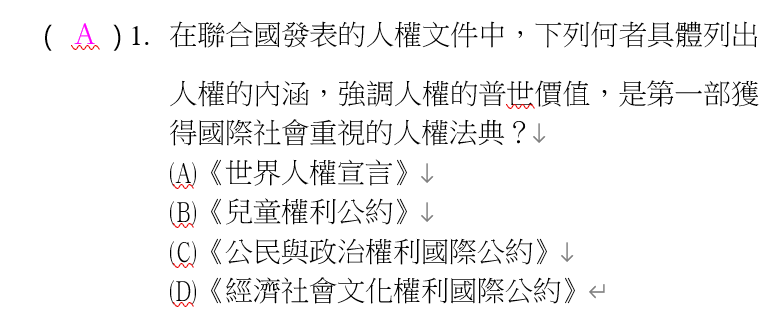 ( A )1. 在聯合國發表的人權文件中，下列何者具體列出
人權的內涵，強調人權的普世價值，是第一部獲
得國際社會重視的人權法典？↓
(A)《世界人權宣言》↓
(B)《兒童權利公約》↓
(C)《公民與政治權利國際公約》↓
(D)《經濟社會文化權利國際公約》↵